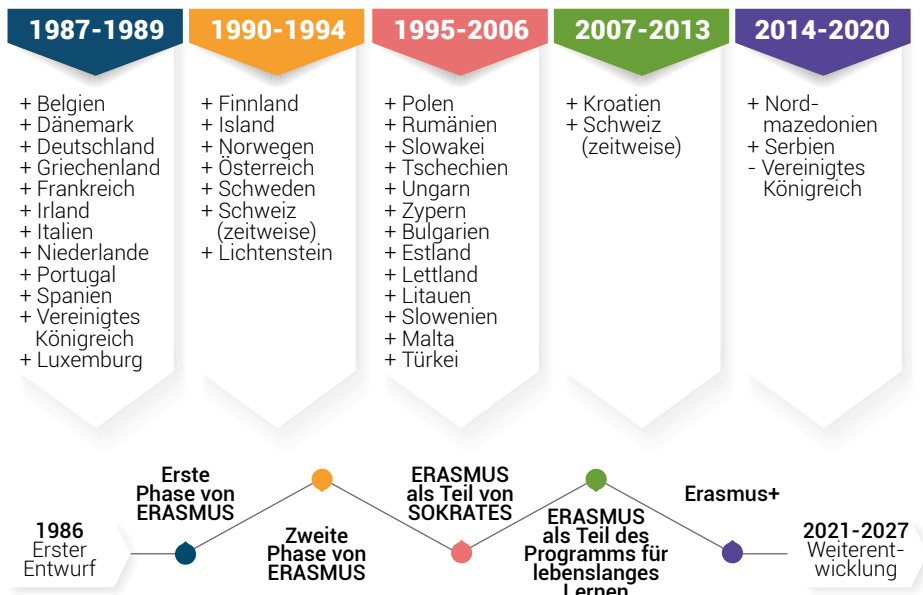 1987-1989
+ Belgien
+ Dänemark
+ Deutschland
+ Griechenland
+ Frankreich
+ Irland
+ Italien
+ Niederlande
+ Portugal
+ Spanien
+ Vereinigtes
Königreich
+ Luxemburg
1990-1994
+ Finnland
+ Island
+ Norwegen
+ Österreich
+ Schweden
+ Schweiz
(zeitweise)
+ Lichtenstein
1995-2006
+ Polen
+ Rumänien
+ Slowakei
+ Tschechien
+ Ungarn
+ Zypern
+ Bulgarien
+ Estland
+ Lettland
+ Litauen
+ Slowenien
+ Malta
+ Türkei
2007-2013
+ Kroatien
+ Schweiz
(zeitweise)
2014-2020
+ Nord-
mazedonien
+ Serbien
- Vereinigtes
Königreich
1986
Erster
Entwurf
Erste
Phase von
ERASMUS
Zweite
Phase von
ERASMUS
ERASMUS
als Teil von
SOKRATES
ERASMUS
als Teil des
Programms für
lebenslanges
Lernen
Erasmus+
2021-2027
Weiterent-
wicklung